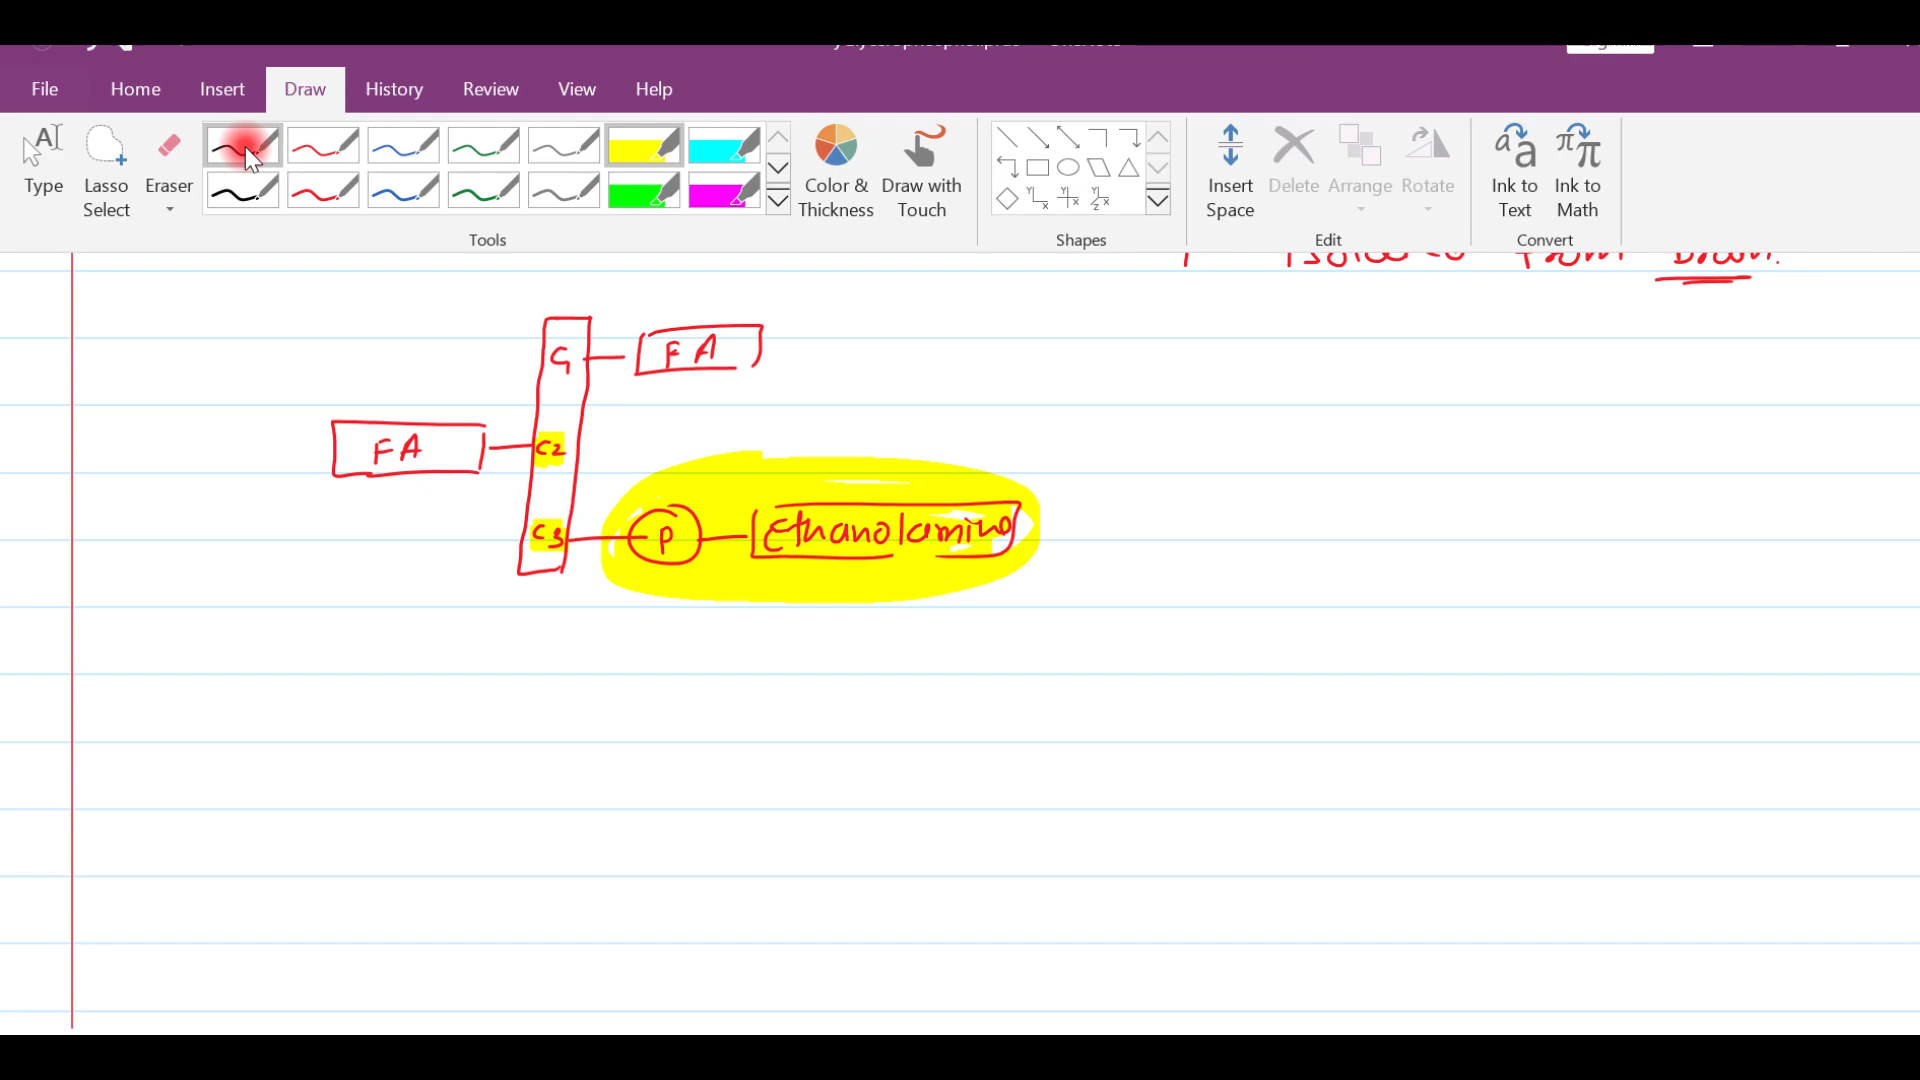 File Home Insert Draw History Review View Help
Type Lasso Select Eraser Color & Thickness Draw with Touch Insert Space Delete Arrange Rotate Ink to Text Ink to Math
Tools Shapes Edit Convert
C1 FA
FA C2
C3 P Ethanolamine